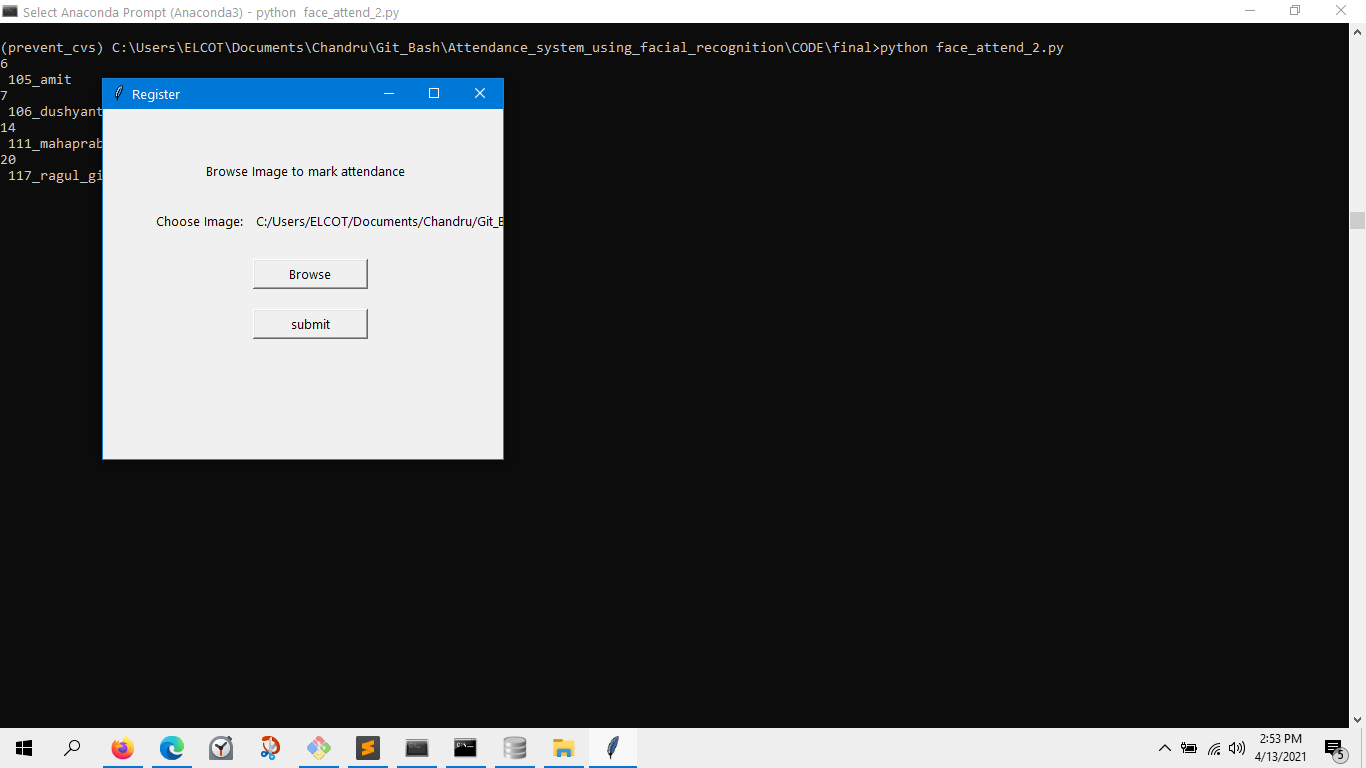 Select Anaconda Prompt (Anaconda3) - python  face_attend_2.py
(prevent_cvs) C:\Users\ELCOT\Documents\Chandru\Git_Bash\Attendance_system_using_facial_recognition\CODE\final>python face_attend_2.py
6
105_amit
7
106_dushyant
14
111_mahaprab
20
117_ragul_gi
Register
Browse Image to mark attendance
Choose Image: C:/Users/ELCOT/Documents/Chandru/Git_B
Browse
submit
2:53 PM
4/13/2021
5